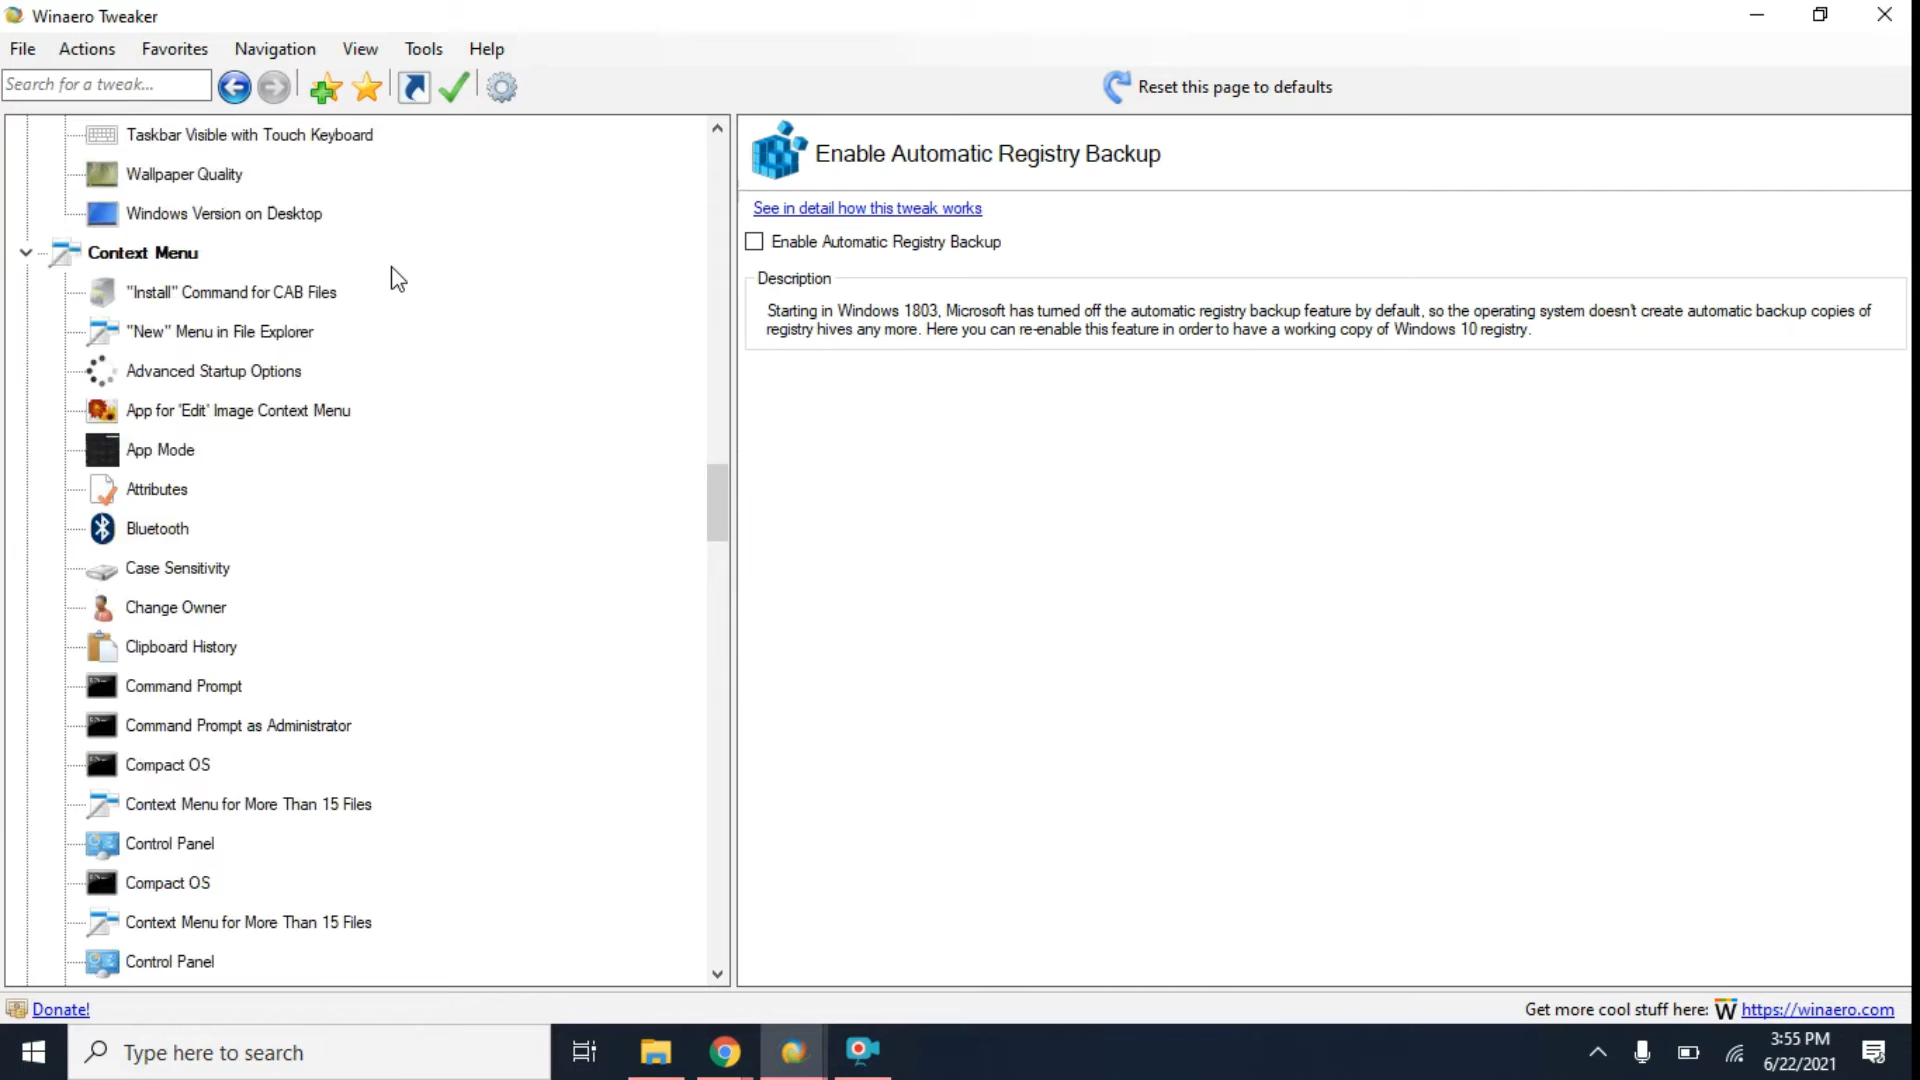 Winaero Tweaker
File Actions Favorites Navigation View Tools Help
Search for a tweak...
Reset this page to defaults
Taskbar Visible with Touch Keyboard
Wallpaper Quality
Windows Version on Desktop
Context Menu
"Install" Command for CAB Files
"New" Menu in File Explorer
Advanced Startup Options
App for 'Edit' Image Context Menu
App Mode
Attributes
Bluetooth
Case Sensitivity
Change Owner
Clipboard History
Command Prompt
Command Prompt as Administrator
Compact OS
Context Menu for More Than 15 Files
Control Panel
Compact OS
Context Menu for More Than 15 Files
Control Panel
Enable Automatic Registry Backup
See in detail how this tweak works
Enable Automatic Registry Backup
Description
Starting in Windows 1803, Microsoft has turned off the automatic registry backup feature by default, so the operating system doesn't create automatic backup copies of
registry hives any more. Here you can re-enable this feature in order to have a working copy of Windows 10 registry.
Donate!
Get more cool stuff here: W https://winaero.com
Type here to search
3:55 PM
6/22/2021